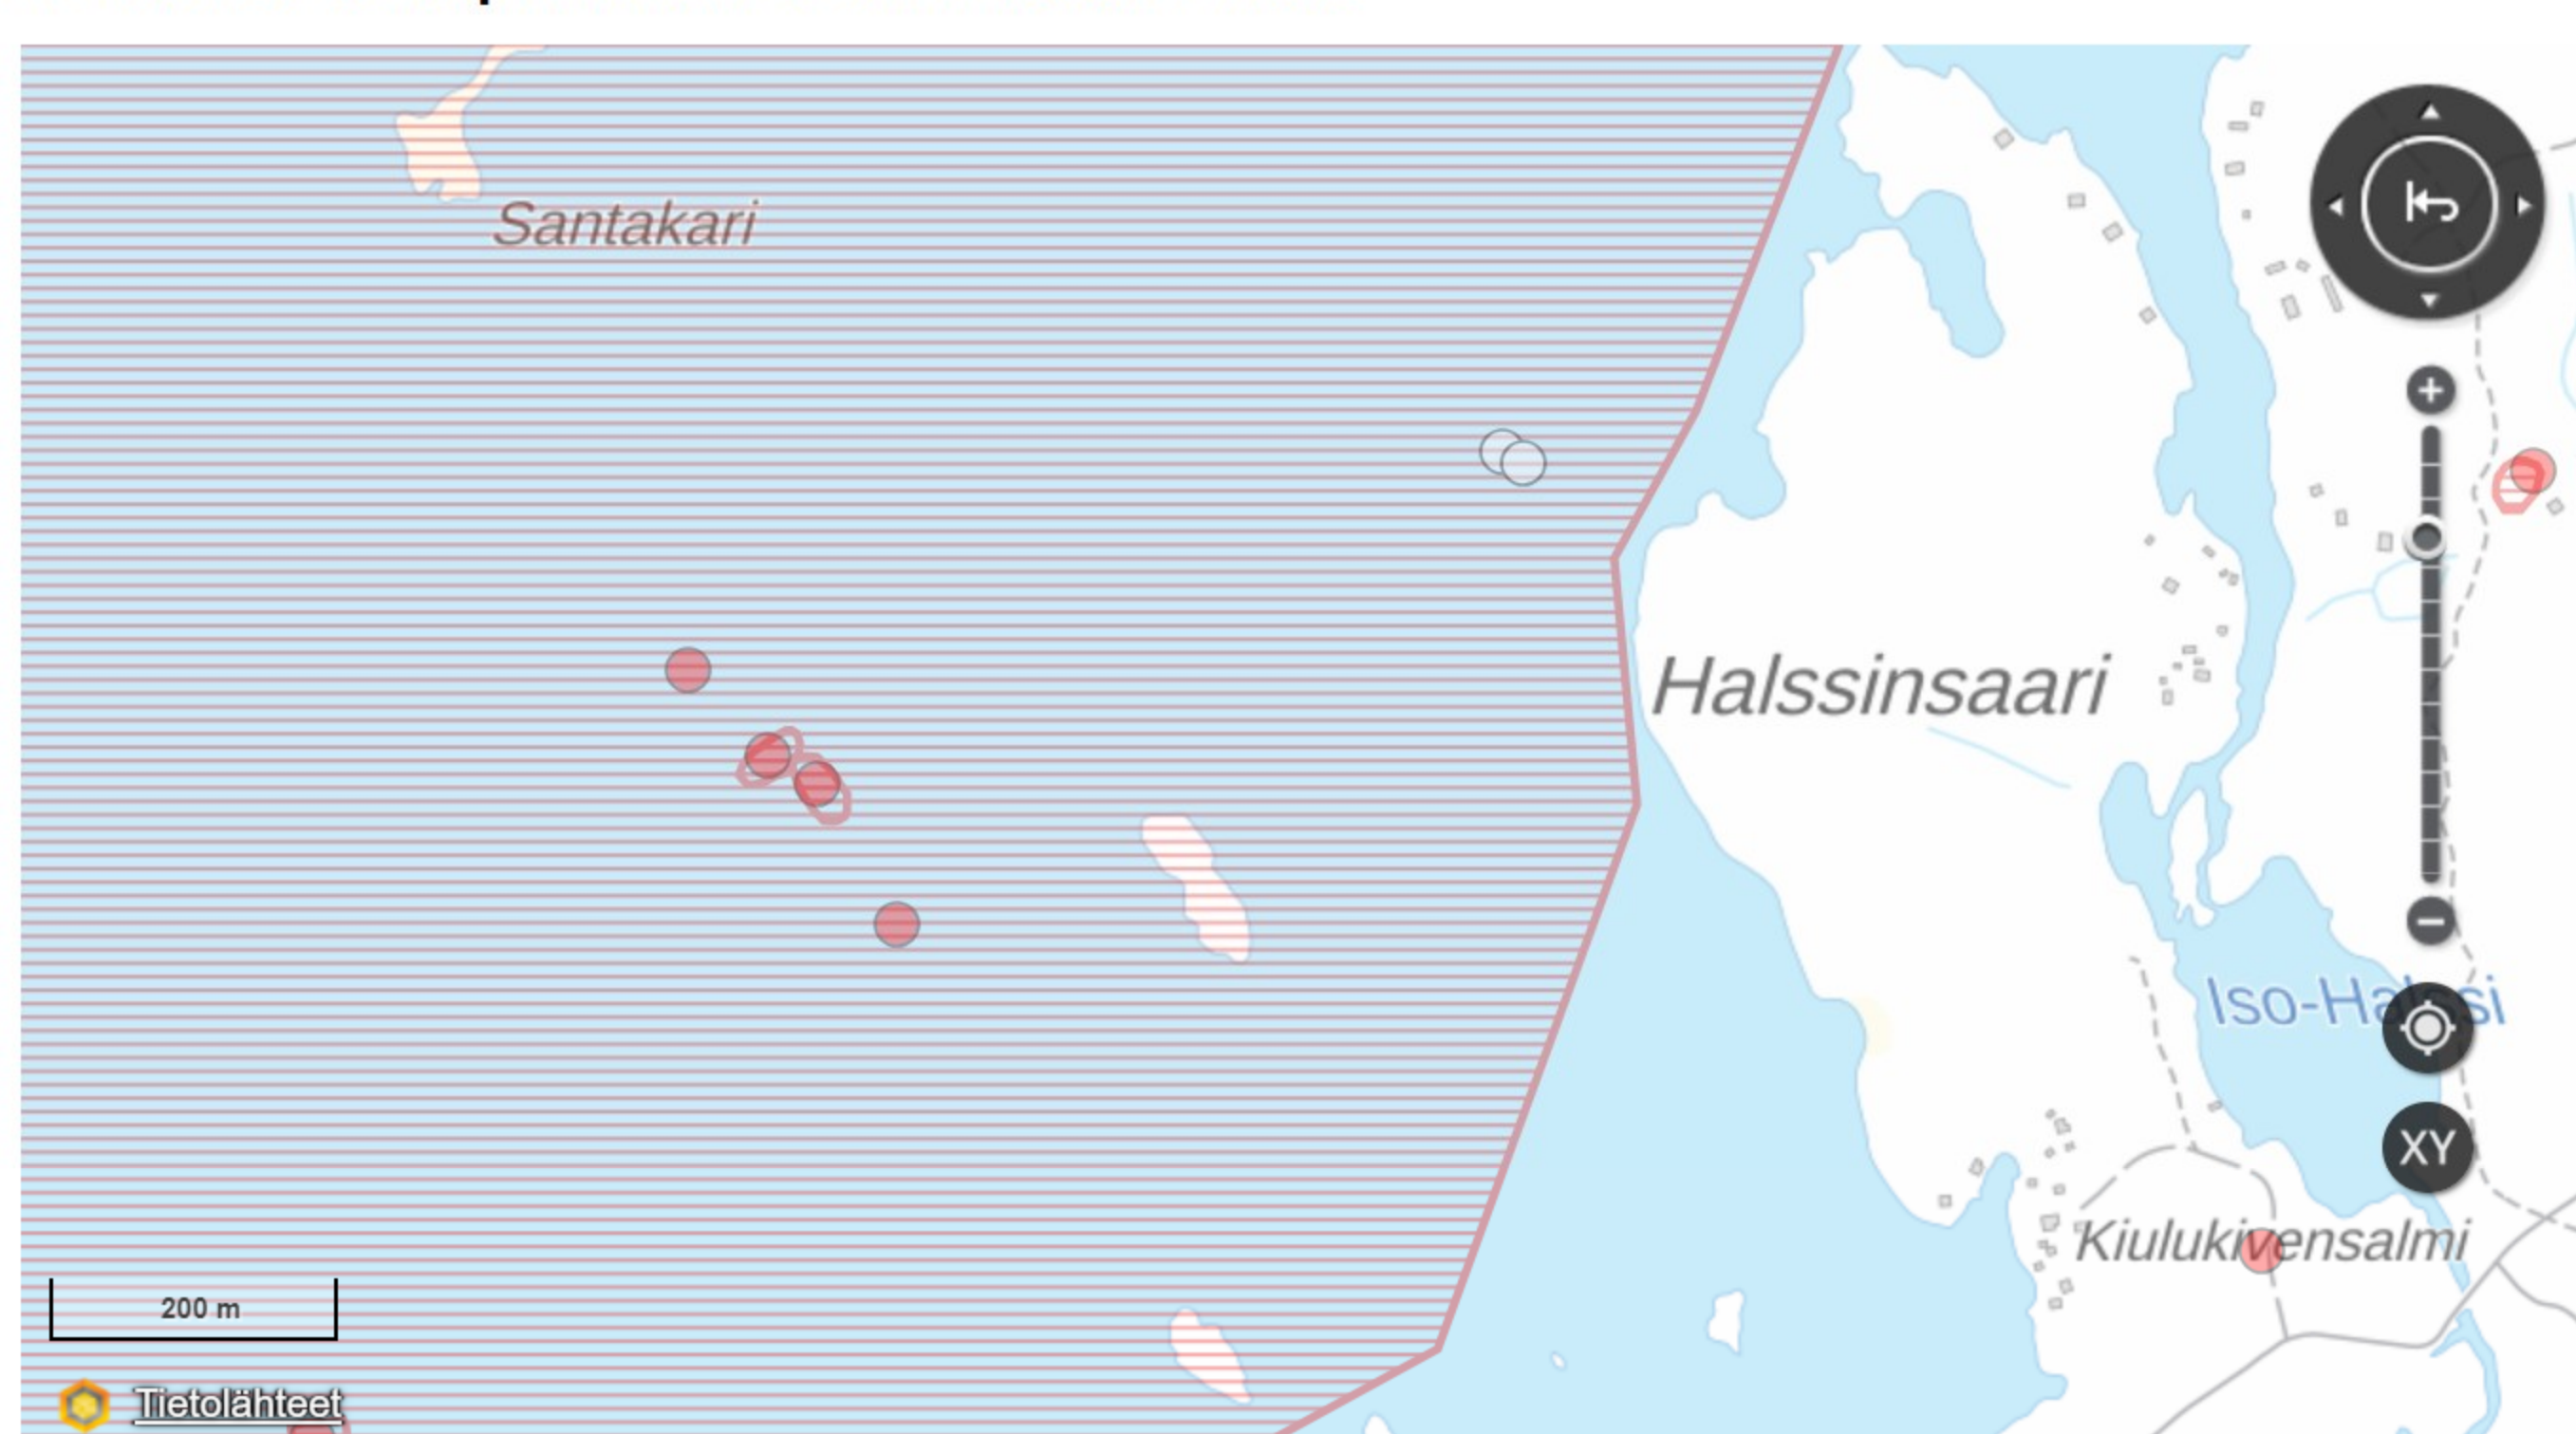 Santakari
Halssinsaari
Iso-Ha si
XY
Kiulukivensalmi
200 m
Tietolähteet